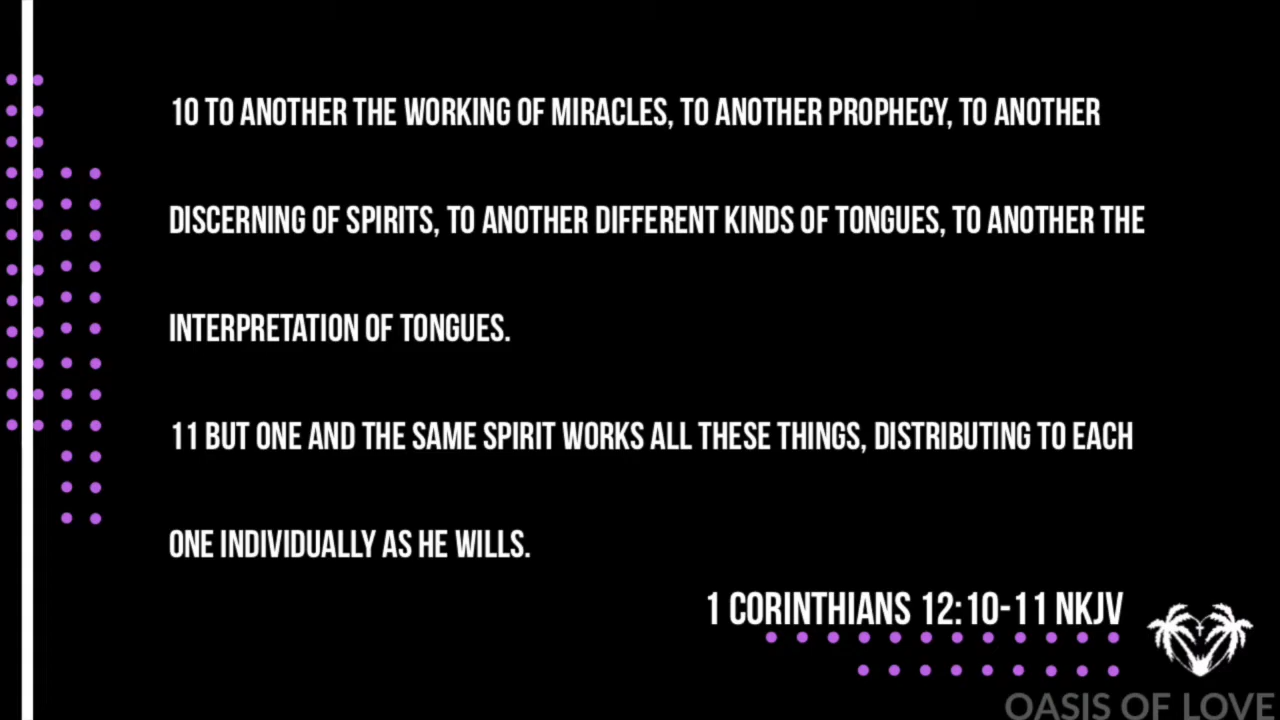 10 TO ANOTHER THE WORKING OF MIRACLES, TO ANOTHER PROPHECY, TO ANOTHER
DISCERNING OF SPIRITS, TO ANOTHER DIFFERENT KINDS OF TONGUES, TO ANOTHER THE
INTERPRETATION OF TONGUES.
11 BUT ONE AND THE SAME SPIRIT WORKS ALL THESE THINGS, DISTRIBUTING TO EACH
ONE INDIVIDUALLY AS HE WILLS.
1 CORINTHIANS 12:10-11 NKJV
OASIS OF LOVE